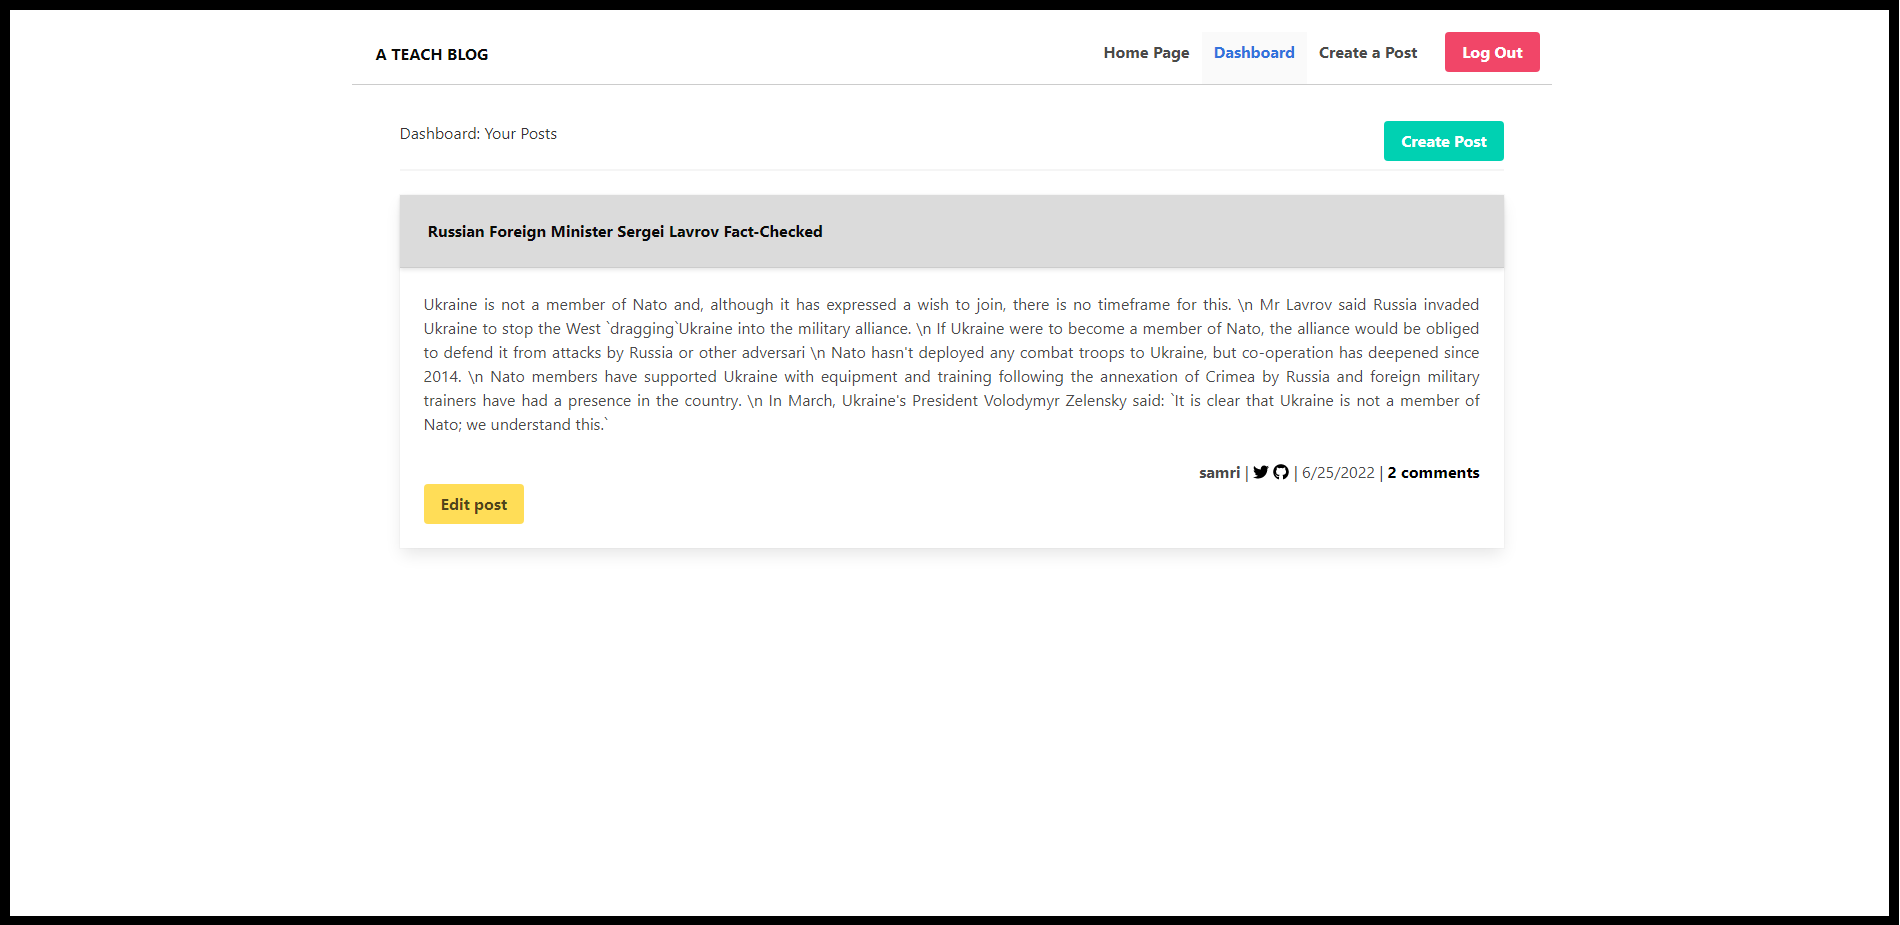 A TEACH BLOG
Home Page
Dashboard
Create a Post
Log Out
Dashboard: Your Posts
Create Post
Russian Foreign Minister Sergei Lavrov Fact-Checked
Ukraine is not a member of Nato and, although it has expressed a wish to join, there is no timeframe for this. \n Mr Lavrov said Russia invaded
Ukraine to stop the West `dragging`Ukraine into the military alliance. \n If Ukraine were to become a member of Nato, the alliance would be obliged
to defend it from attacks by Russia or other adversari \n Nato hasn't deployed any combat troops to Ukraine, but co-operation has deepened since
2014. \n Nato members have supported Ukraine with equipment and training following the annexation of Crimea by Russia and foreign military
trainers have had a presence in the country. \n In March, Ukraine's President Volodymyr Zelensky said: `It is clear that Ukraine is not a member of
Nato; we understand this.`
samri | | 6/25/2022 | 2 comments
Edit post